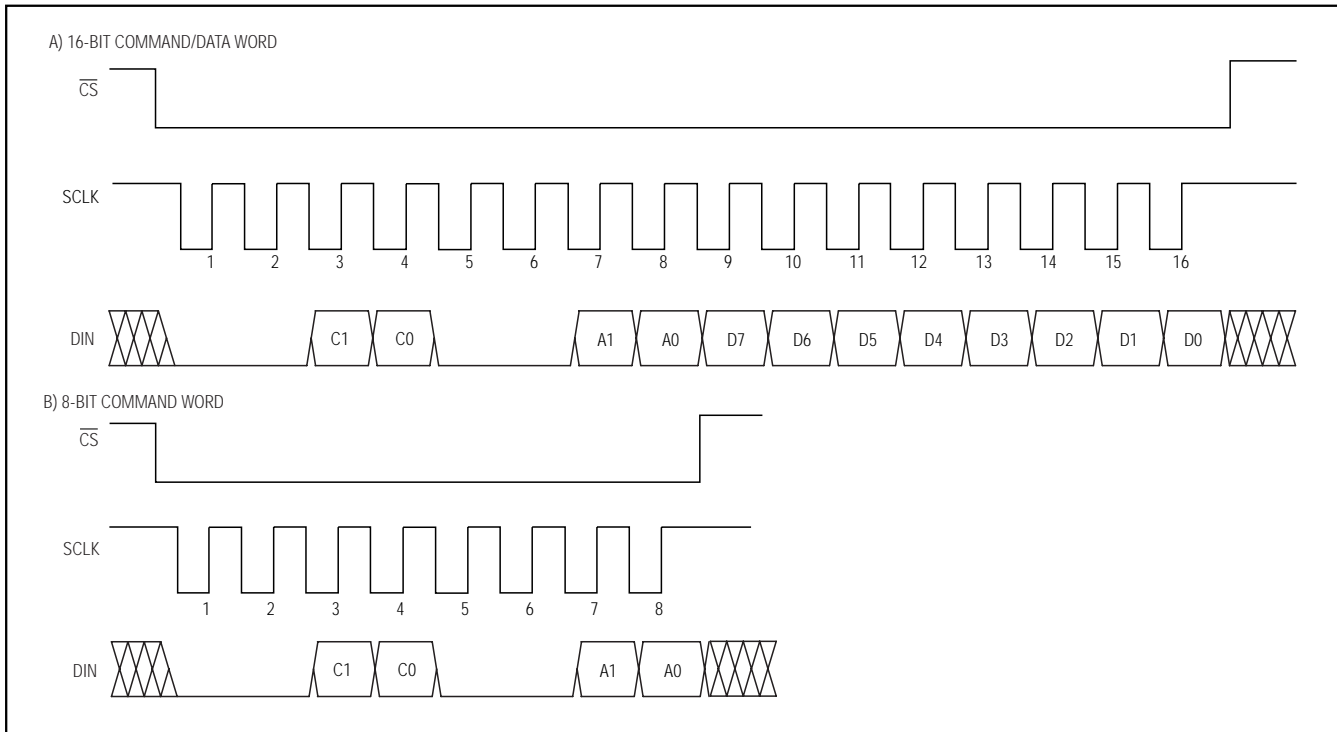 A) 16-BIT COMMAND/DATA WORD
C̅S̅
SCLK
1 2 3 4 5 6 7 8 9 10 11 12 13 14 15 16
DIN C1 C0 A1 A0 D7 D6 D5 D4 D3 D2 D1 D0
B) 8-BIT COMMAND WORD
C̅S̅
SCLK
1 2 3 4 5 6 7 8
DIN C1 C0 A1 A0